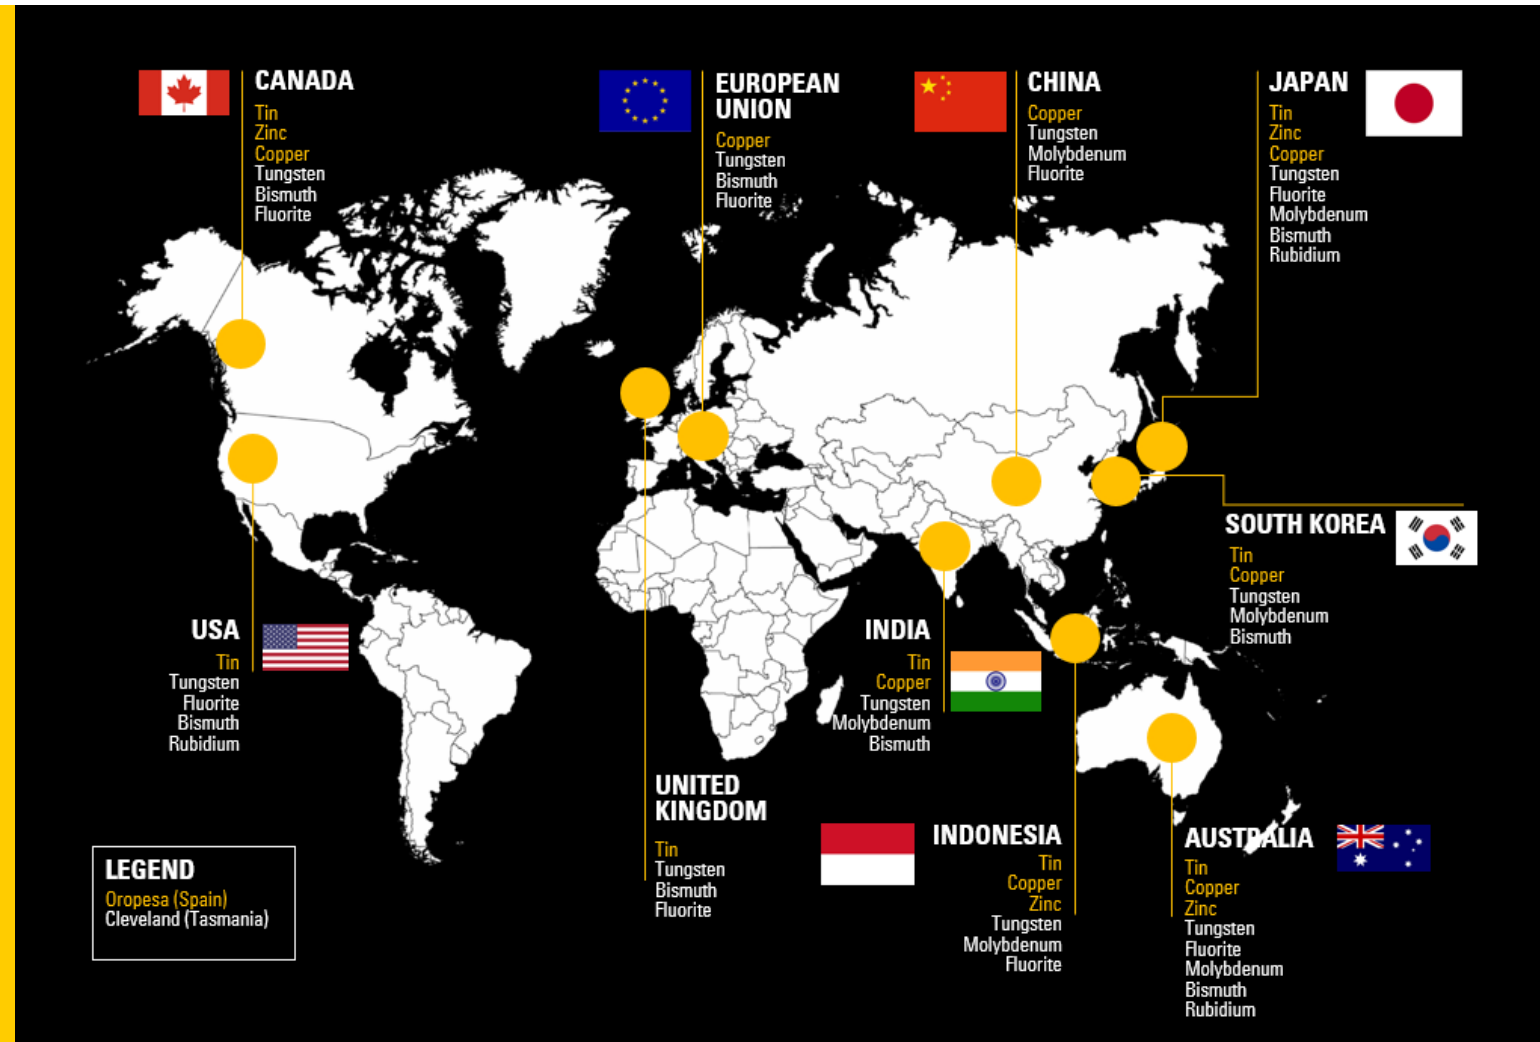 CANADA
Tin
Zinc
Copper
Tungsten
Bismuth
Fluorite
EUROPEAN
UNION
Copper
Tungsten
Bismuth
Fluorite
CHINA
Copper
Tungsten
Molybdenum
Fluorite
JAPAN
Tin
Zinc
Copper
Tungsten
Fluorite
Molybdenum
Bismuth
Rubidium
SOUTH KOREA
Tin
Copper
Tungsten
Molybdenum
Bismuth
USA
Tin
Tungsten
Fluorite
Bismuth
Rubidium
INDIA
Tin
Copper
Tungsten
Molybdenum
Bismuth
UNITED
KINGDOM
Tin
Tungsten
Bismuth
Fluorite
INDONESIA
Tin
Copper
Zinc
Tungsten
Molybdenum
Fluorite
AUSTRALIA
Tin
Copper
Zinc
Tungsten
Fluorite
Molybdenum
Bismuth
Rubidium
LEGEND
Oropesa (Spain)
Cleveland (Tasmania)